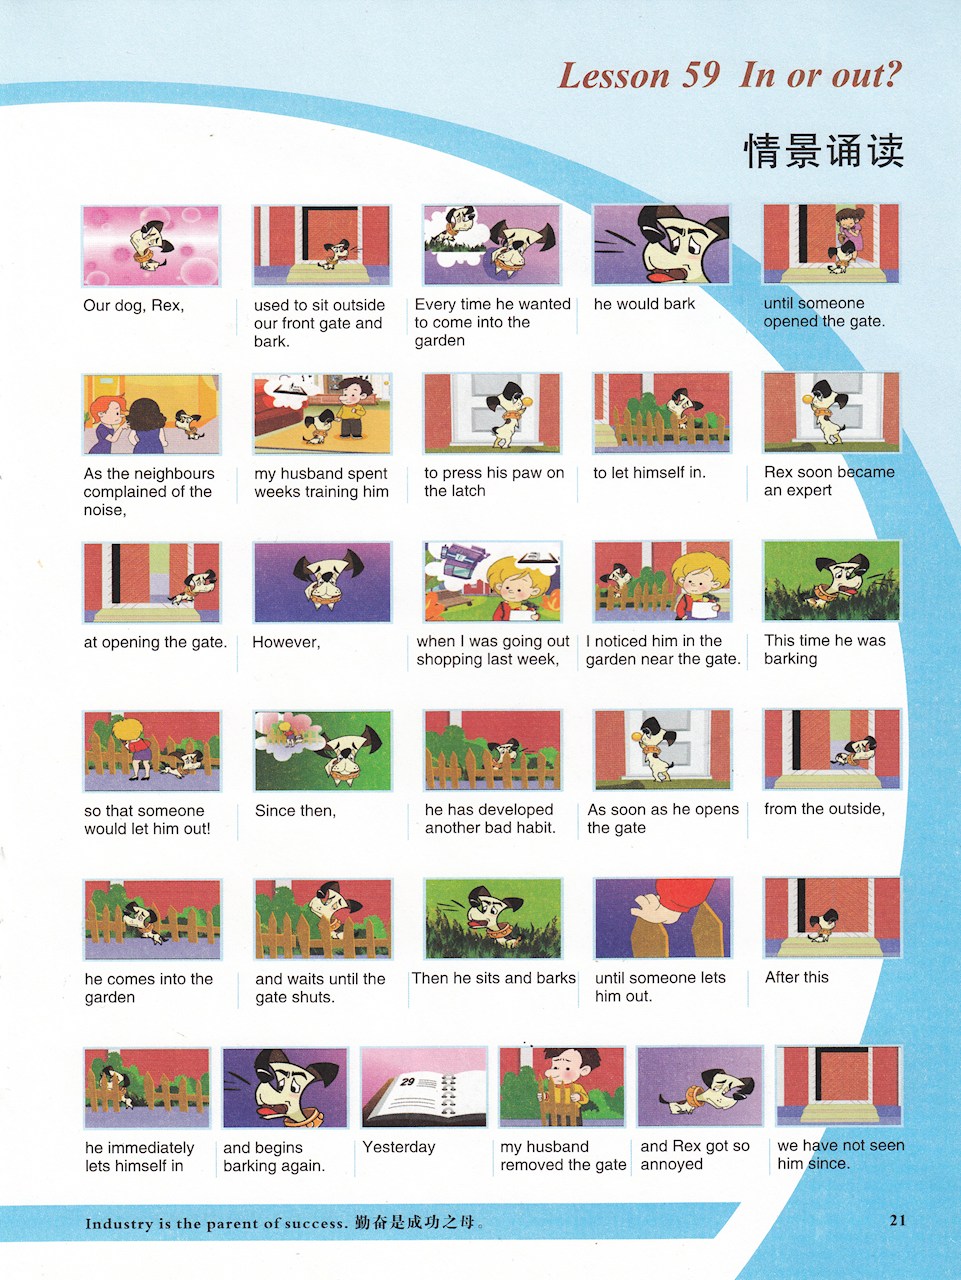 Lesson 59 In or out?
情景诵读
Our dog, Rex,
used to sit outside
our front gate and
bark.
Every time he wanted
to come into the
garden
he would bark
until someone
opened the gate.
As the neighbours
complained of the
noise,
my husband spent
weeks training him
to press his paw on
the latch
to let himself in.
Rex soon became
an expert
at opening the gate.
However,
when I was going out
shopping last week,
I noticed him in the
garden near the gate.
This time he was
barking
so that someone
would let him out!
Since then,
he has developed
another bad habit.
As soon as he opens
the gate
from the outside,
he comes into the
garden
and waits until the
gate shuts.
Then he sits and barks
until someone lets
him out.
After this
he immediately
lets himself in
and begins
barking again.
29
Yesterday
my husband
removed the gate
and Rex got so
annoyed
we have not seen
him since.
Industry is the parent of success. 勤奋是成功之母。
21